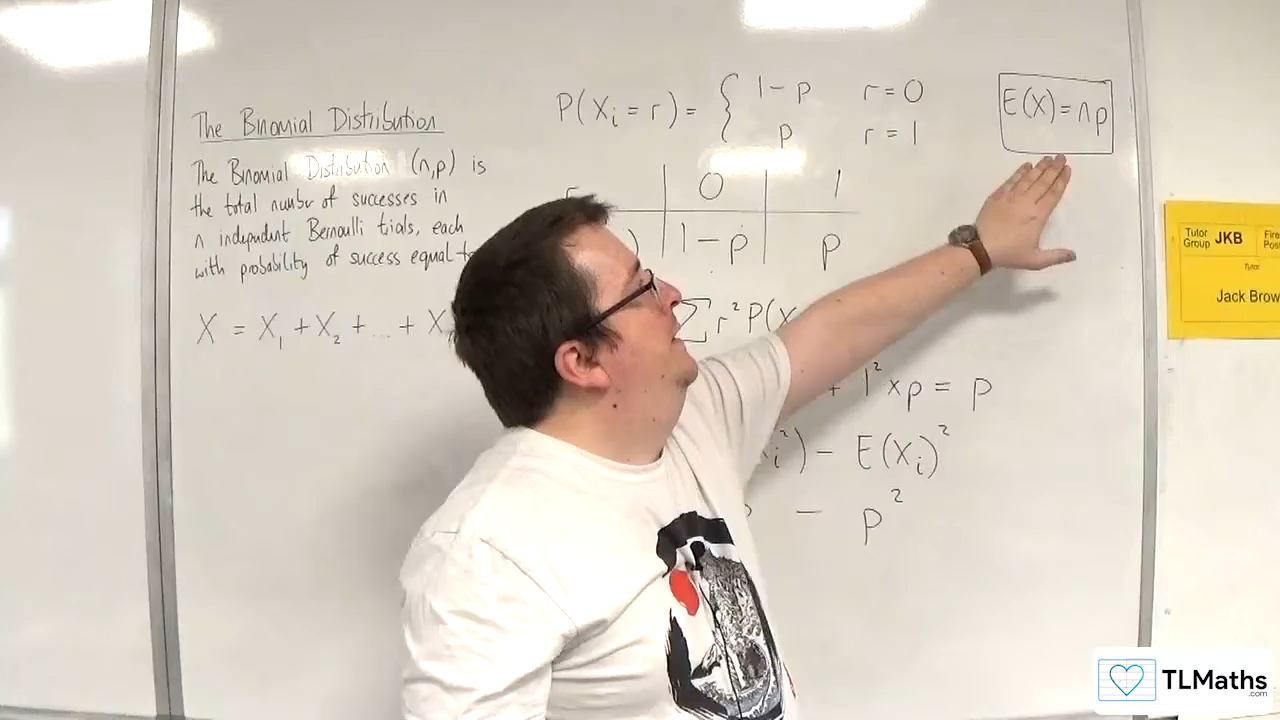 The Binomial Distribution
The Binomial Distribution (n,p) is
the total number of successes in
n independent Bernoulli trials, each
with probability of success equal
X = X₁ + X₂ + ... + X
P(Xᵢ = r) = { 1-p r=0
p r=1
0 1
1-p p
∑ r² P(X
+ 1² × p = p
ᵢ²) - E(Xᵢ)²
- p²
E(X) = np
Tutor Group JKB
Tutor
Jack Brow
TLMaths
.com